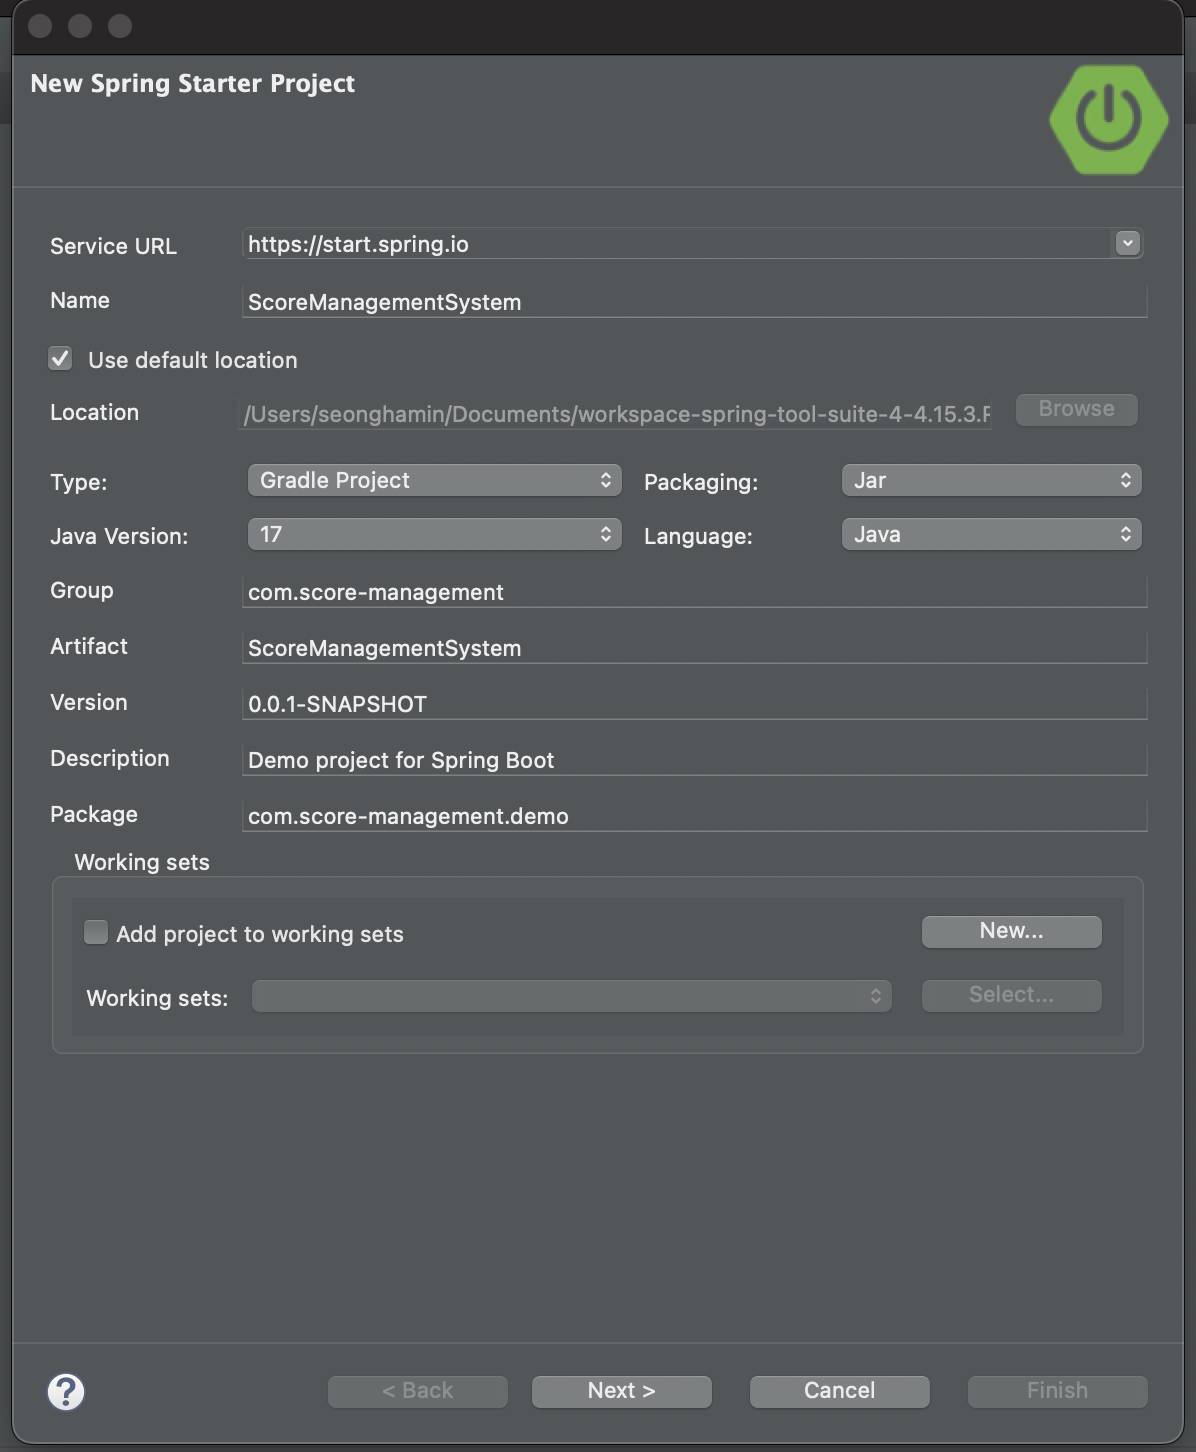 New Spring Starter Project
Service URL https://start.spring.io
Name ScoreManagementSystem
Use default location
Location /Users/seonghamin/Documents/workspace-spring-tool-suite-4-4.15.3.F Browse
Type: Gradle Project Packaging: Jar
Java Version: 17 Language: Java
Group com.score-management
Artifact ScoreManagementSystem
Version 0.0.1-SNAPSHOT
Description Demo project for Spring Boot
Package com.score-management.demo
Working sets
Add project to working sets New...
Working sets: Select...
? < Back Next > Cancel Finish